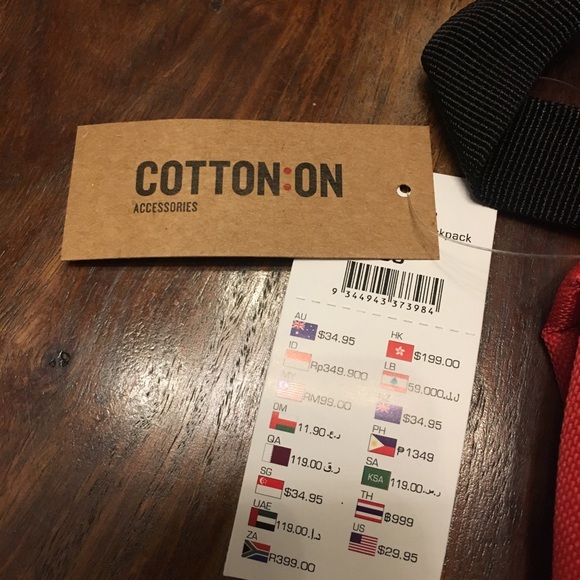 COTTON:ON
ACCESSORIES
9 344943 373984
AU
$34.95
ID
Rp349,900
RM99.00
OM
11.90 ر.ع.
QA
119.00 ر.ق
SG
$34.95
UAE
119.00 د.إ.
ZA
R399.00
HK
$199.00
LB
59,000 ل.ل.
$34.95
PH
₱1349
SA
KSA
119.00 ر.س.
TH
฿999
US
$29.95